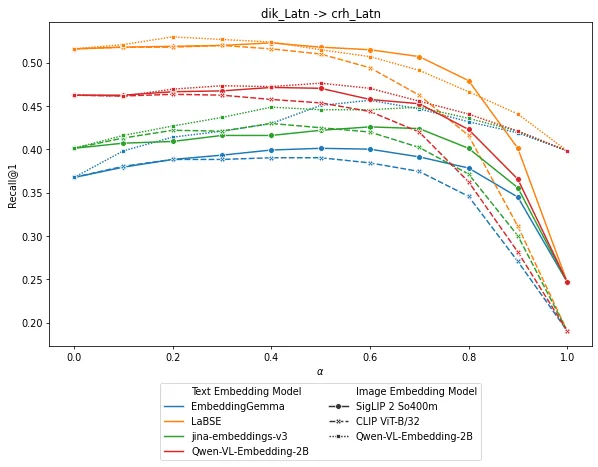 dik_Latn -> crh_Latn
Recall@1
0.50
0.45
0.40
0.35
0.30
0.25
0.20
0.0
0.2
0.4
0.6
0.8
1.0
α
Text Embedding Model
EmbeddingGemma
LaBSE
jina-embeddings-v3
Qwen-VL-Embedding-2B
Image Embedding Model
SigLIP 2 So400m
CLIP ViT-B/32
Qwen-VL-Embedding-2B